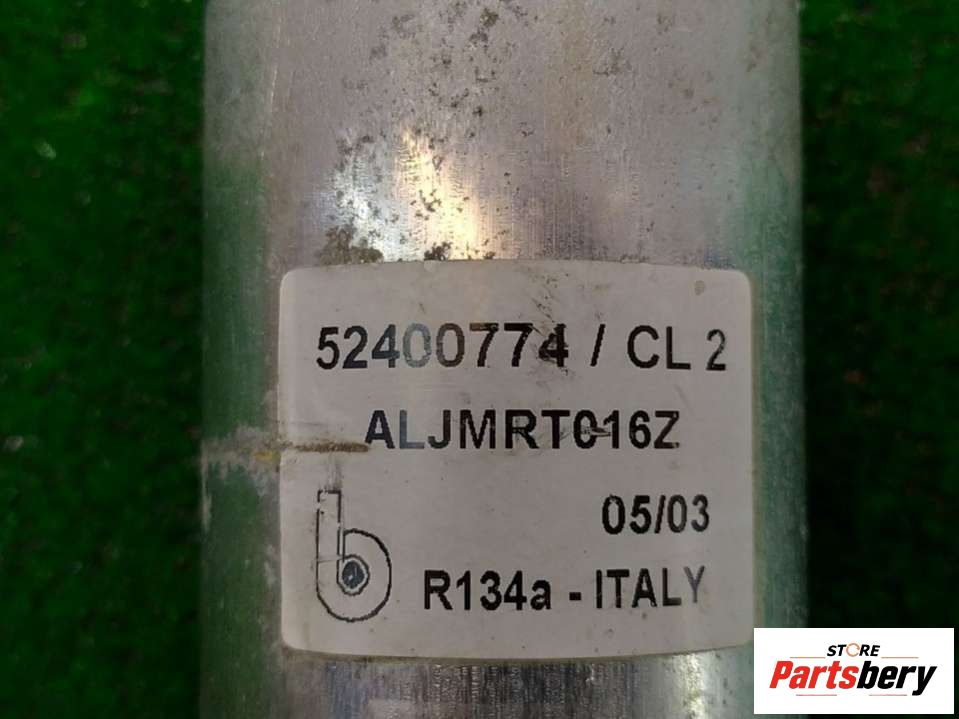 52400774 / CL 2
ALJMRT016Z
05/03
b
R134a - ITALY
STORE
Partsbery